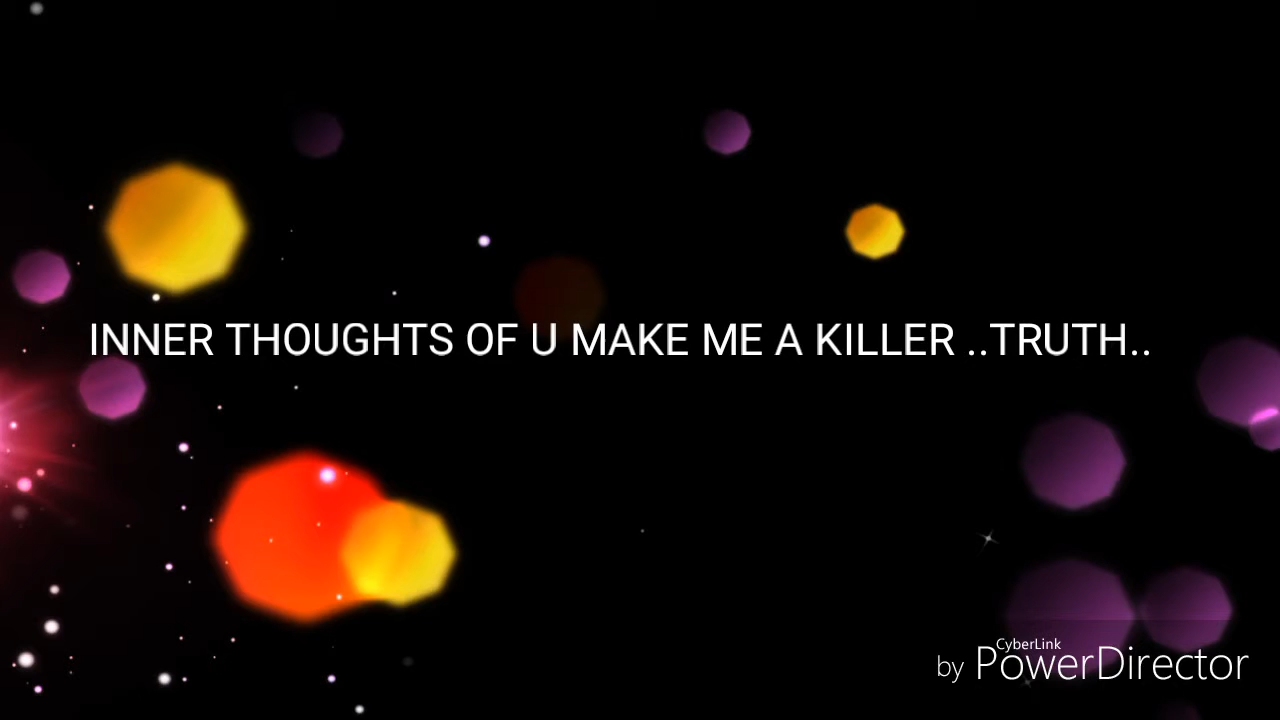 INNER THOUGHTS OF U MAKE ME A KILLER ..TRUTH..
CyberLink
by PowerDirector